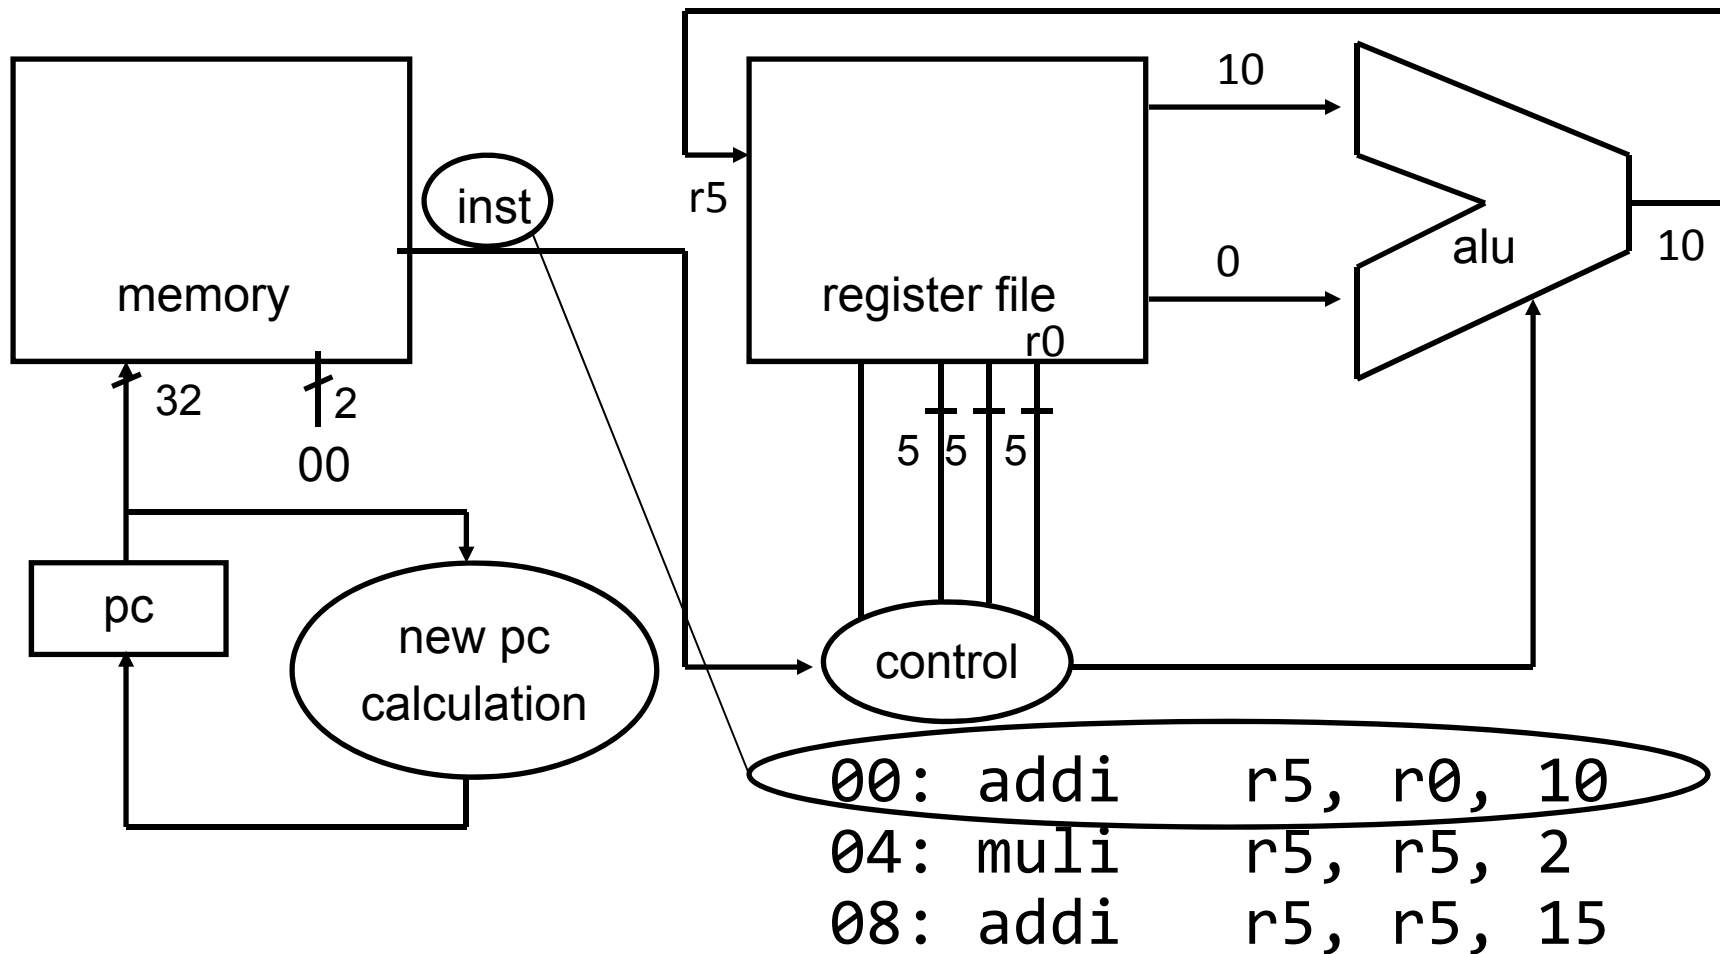 10
inst
r5
memory
register file
0
alu
10
r0
32
2
00
5 5 5
pc
new pc
calculation
control
00: addi r5, r0, 10
04: muli r5, r5, 2
08: addi r5, r5, 15